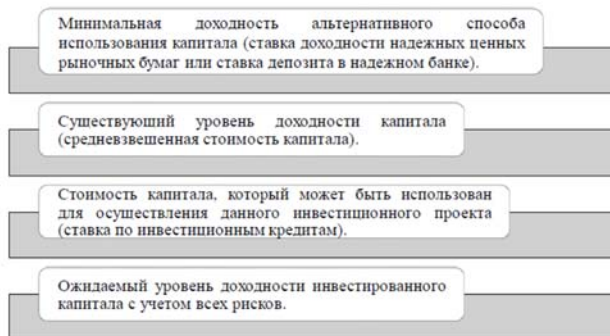 Минимальная доходность альтернативного способа
использования капитала (ставка доходности надежных ценных
рыночных бумаг или ставка депозита в надежном банке).
Существующий уровень доходности капитала
(средневзвешенная стоимость капитала).
Стоимость капитала, который может быть использован
для осуществления данного инвестиционного проекта
(ставка по инвестиционным кредитам).
Ожидаемый уровень доходности инвестированного
капитала с учетом всех рисков.